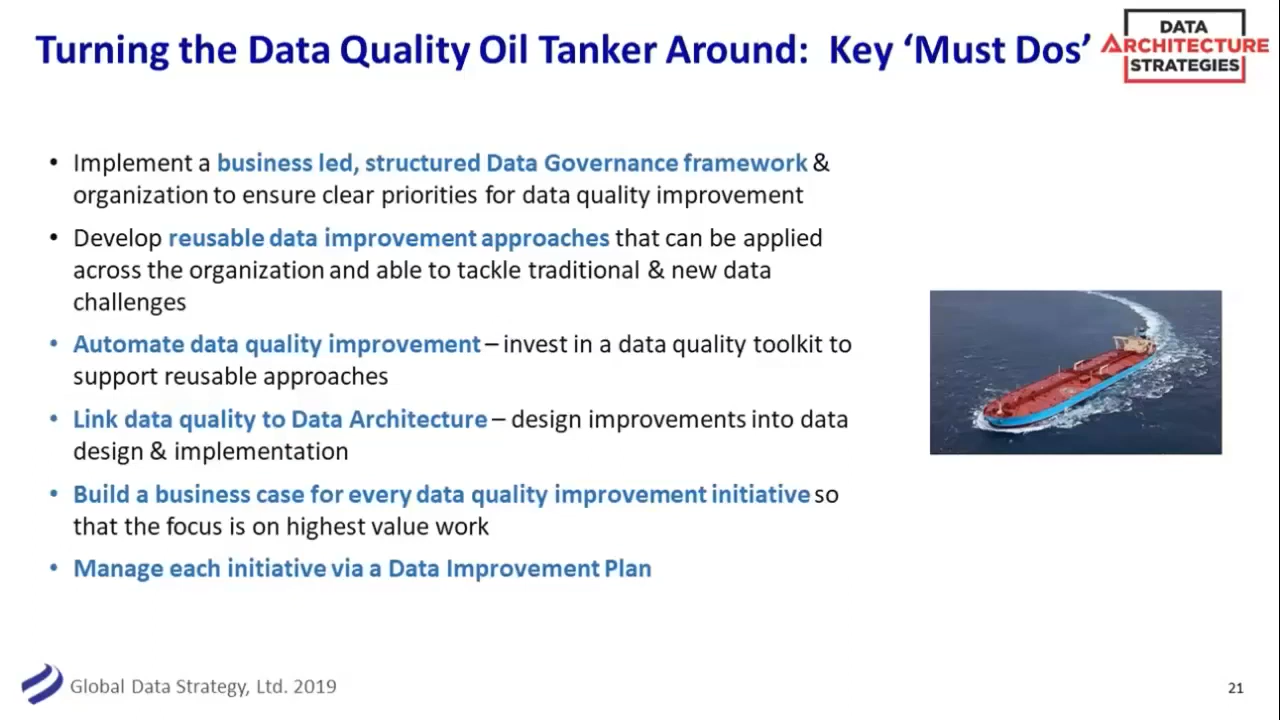 Turning the Data Quality Oil Tanker Around:  Key ‘Must Dos’
DATA
ARCHITECTURE
STRATEGIES
• Implement a business led, structured Data Governance framework &
organization to ensure clear priorities for data quality improvement
• Develop reusable data improvement approaches that can be applied
across the organization and able to tackle traditional & new data
challenges
• Automate data quality improvement – invest in a data quality toolkit to
support reusable approaches
• Link data quality to Data Architecture – design improvements into data
design & implementation
• Build a business case for every data quality improvement initiative so
that the focus is on highest value work
• Manage each initiative via a Data Improvement Plan
Global Data Strategy, Ltd. 2019
21